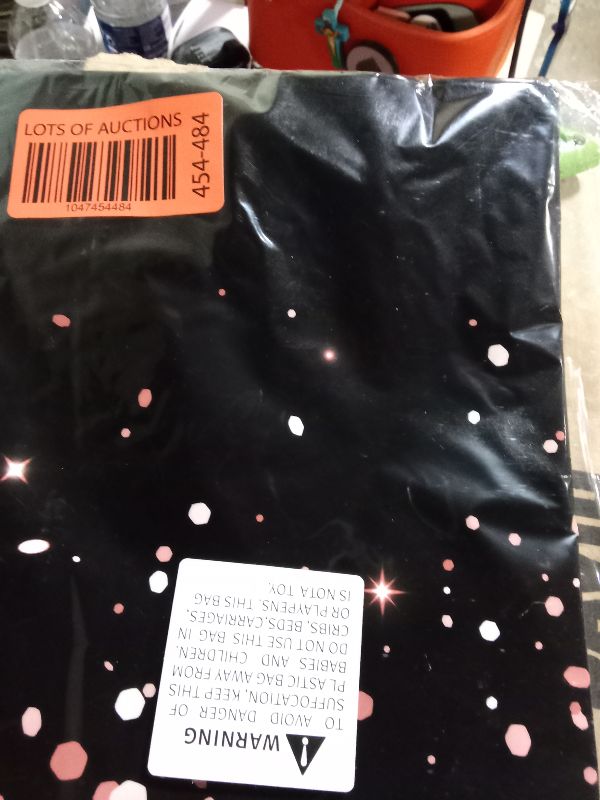 LOTS OF AUCTIONS
454-484
1047454484
WARNING
TO AVOID DANGER OF
SUFFOCATION, KEEP THIS
PLASTIC BAG AWAY FROM
BABIES AND CHILDREN.
DO NOT USE THIS BAG IN
CRIBS, BEDS,CARRIAGES,
OR PLAYPENS. THIS BAG
IS NOTA TOY.